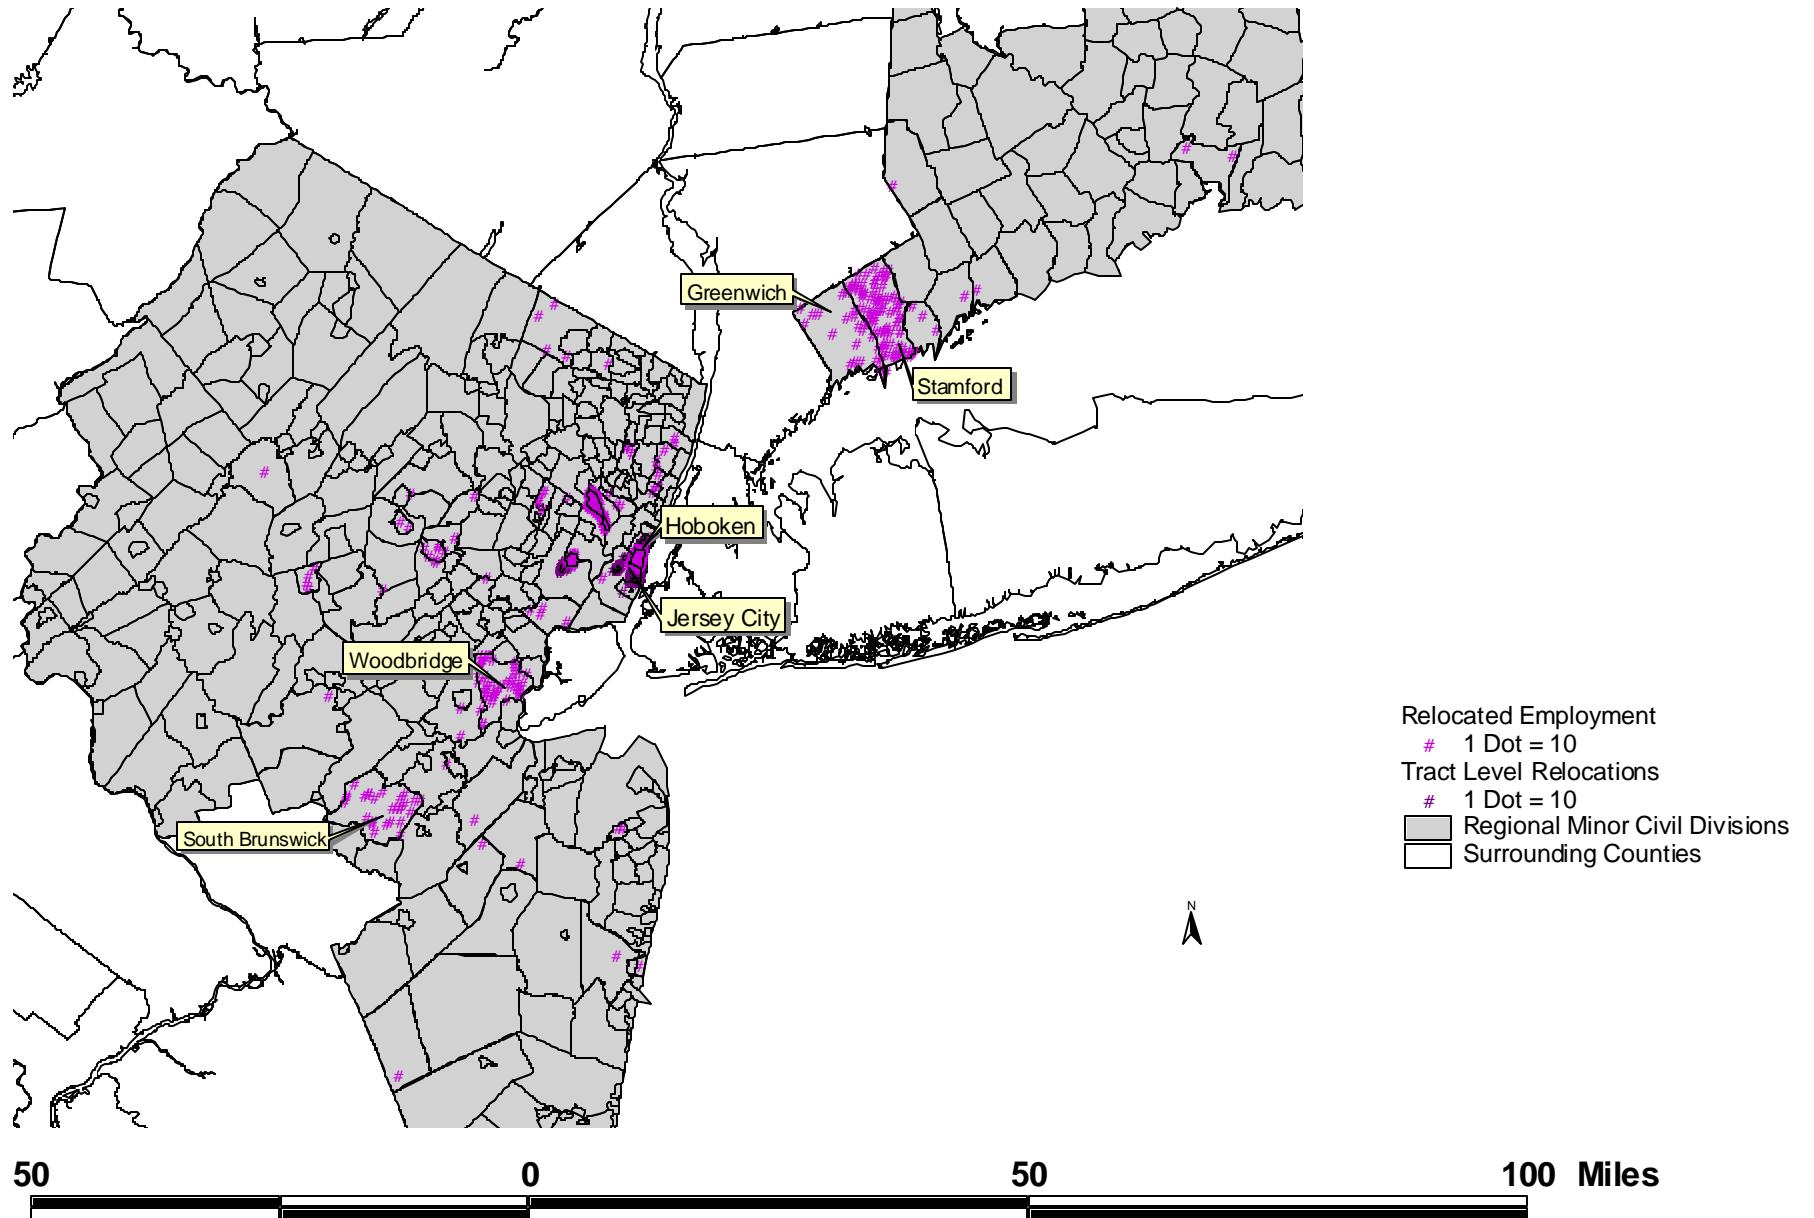 Greenwich
Stamford
Hoboken
Jersey City
Woodbridge
South Brunswick
Relocated Employment
# 1 Dot = 10
Tract Level Relocations
# 1 Dot = 10
Regional Minor Civil Divisions
Surrounding Counties
N
50 0 50 100 Miles